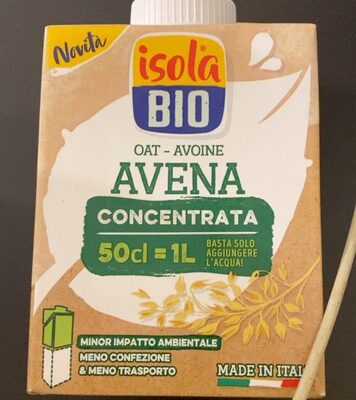 Novità
isola
BIO
OAT - AVOINE
AVENA
CONCENTRATA
50cl = 1L
BASTA SOLO
AGGIUNGERE
L'ACQUA!
MINOR IMPATTO AMBIENTALE
MENO CONFEZIONE
& MENO TRASPORTO
MADE IN ITAL